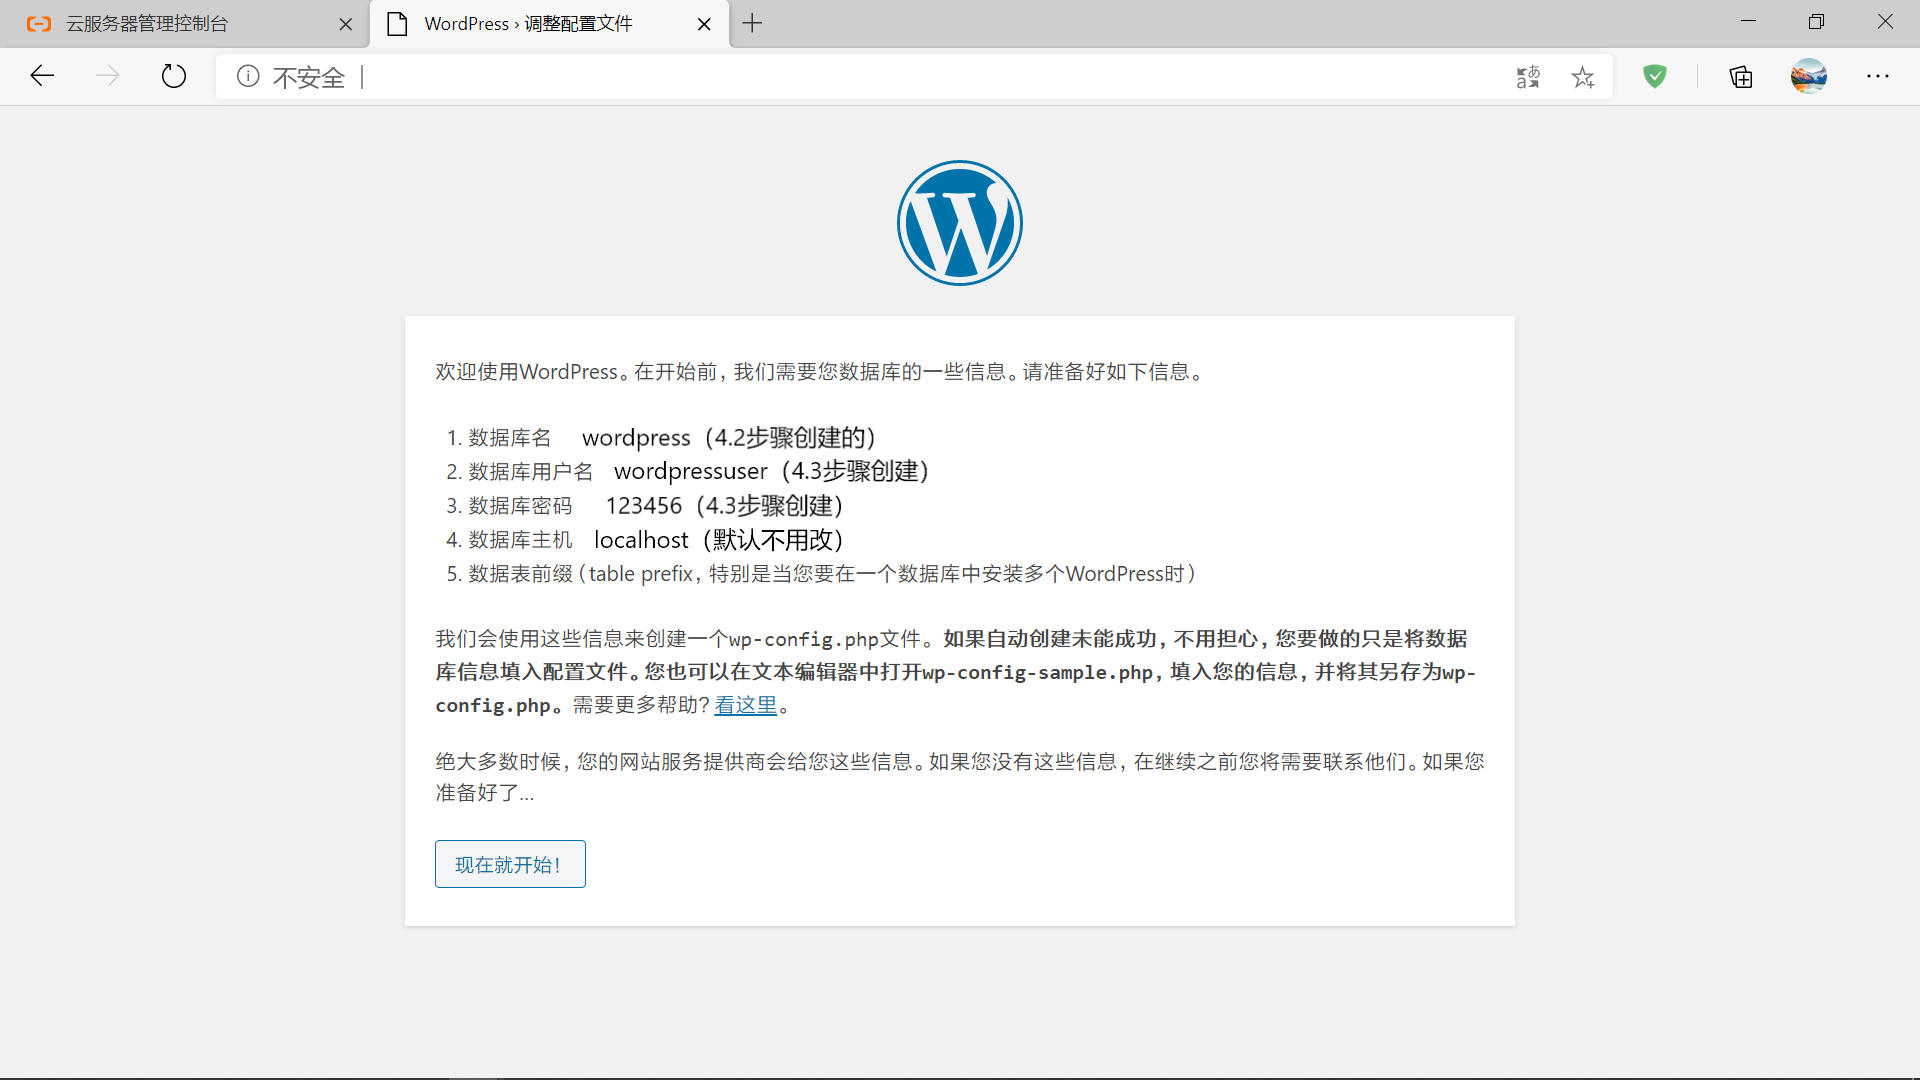 云服务器管理控制台
WordPress › 调整配置文件
不安全
欢迎使用WordPress。在开始前，我们需要您数据库的一些信息。请准备好如下信息。
1. 数据库名 wordpress（4.2步骤创建的）
2. 数据库用户名 wordpressuser（4.3步骤创建）
3. 数据库密码 123456（4.3步骤创建）
4. 数据库主机 localhost（默认不用改）
5. 数据表前缀（table prefix，特别是当您要在一个数据库中安装多个WordPress时）
我们会使用这些信息来创建一个wp-config.php文件。如果自动创建未能成功，不用担心，您要做的只是将数据
库信息填入配置文件。您也可以在文本编辑器中打开wp-config-sample.php，填入您的信息，并将其另存为wp-
config.php。需要更多帮助？看这里。
绝大多数时候，您的网站服务提供商会给您这些信息。如果您没有这些信息，在继续之前您将需要联系他们。如果您
准备好了…
现在就开始！